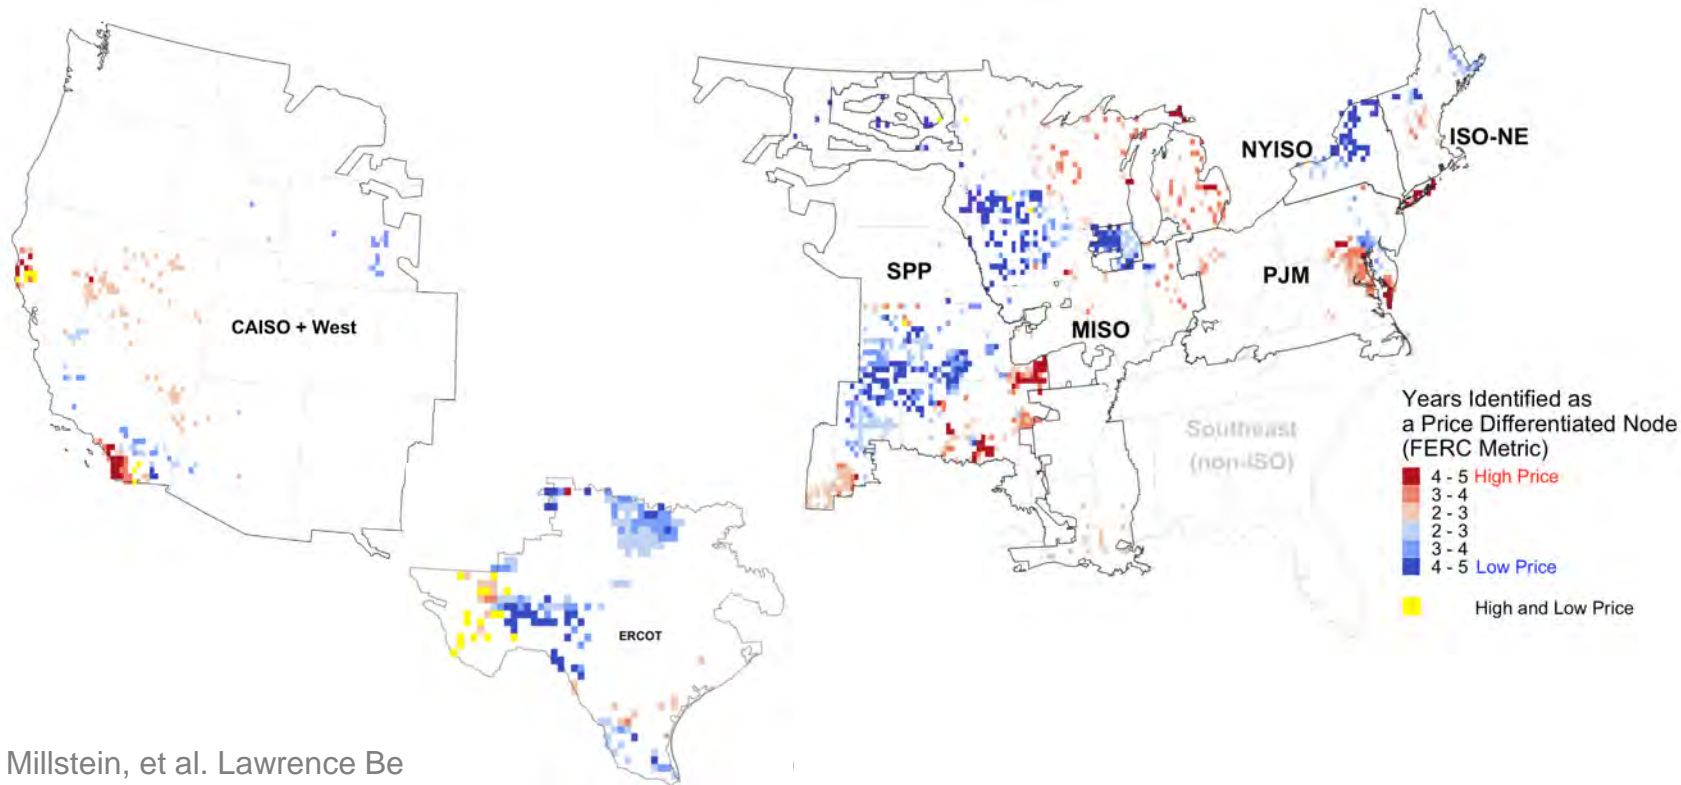 NYISO
ISO-NE
SPP
PJM
CAISO + West
MISO
Southeast
(non-ISO)
ERCOT
Years Identified as
a Price Differentiated Node
(FERC Metric)
4 - 5 High Price
3 - 4
2 - 3
2 - 3
3 - 4
4 - 5 Low Price
High and Low Price
Millstein, et al. Lawrence Be